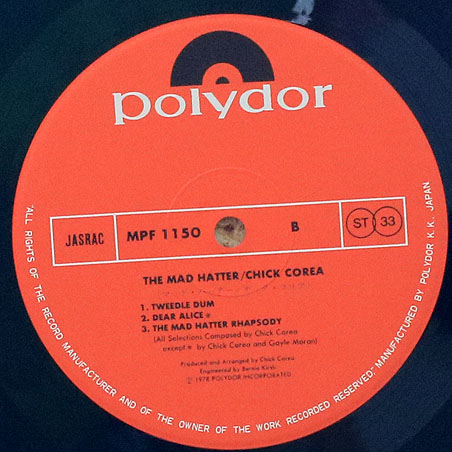 polydor
JASRAC MPF 1150 B ST 33
THE MAD HATTER/CHICK COREA
1. TWEEDLE DUM
2. DEAR ALICE*
3. THE MAD HATTER RHAPSODY
(All Selections Composed by Chick Corea
except* by Chick Corea and Gayle Moran)
Produced and Arranged by Chick Corea
Engineered by Bernie Kirsh
Ⓟ 1978 POLYDOR INCORPORATED
"ALL RIGHTS OF THE RECORD MANUFACTURER AND OF THE OWNER OF THE WORK RECORDED RESERVED" MANUFACTURED BY POLYDOR K.K. JAPAN